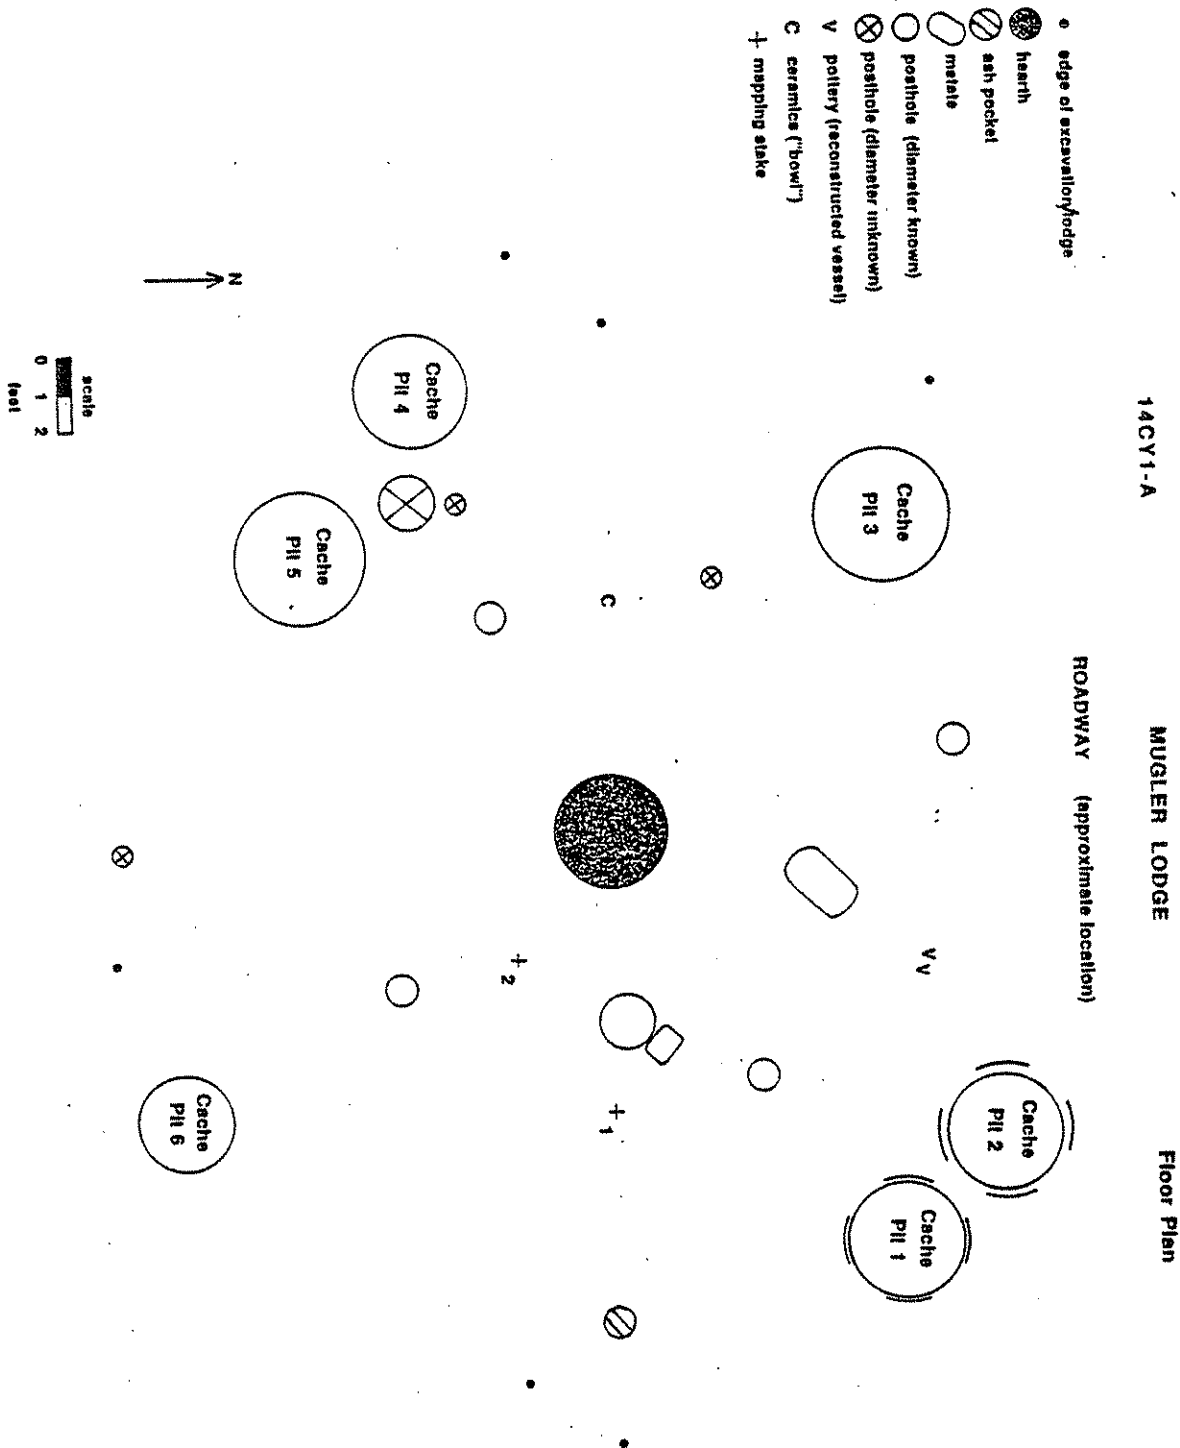 14CY1-A MUGLER LODGE Floor Plan
ROADWAY (approximate location)
edge of excavation/lodge
hearth
ash pocket
metate
posthole (diameter known)
posthole (diameter unknown)
V pottery (reconstructed vessel)
C ceramics ("bowl")
+ mapping stake
Cache
Pit 2
Cache
Pit 1
Cache
Pit 3
V
V
C
+
1
+
2
Cache
Pit 4
Cache
Pit 5
Cache
Pit 6
N
scale
0 1 2
feet